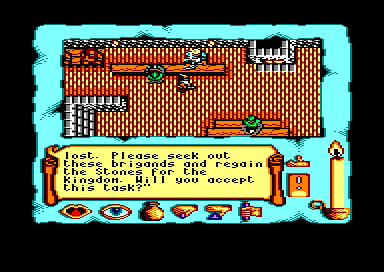 lost. Please seek out
these brigands and regain
the Stones for the
kingdom. Will you accept
this task?"